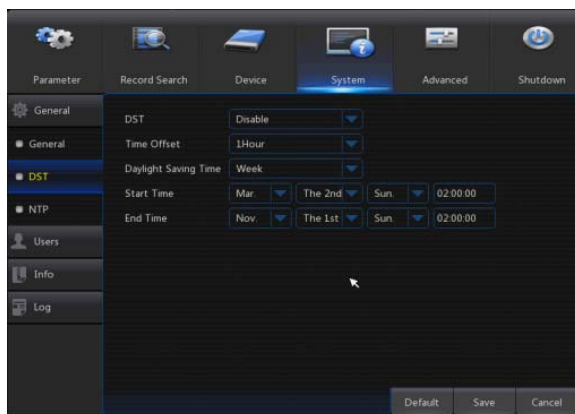 Parameter Record Search Device System Advanced Shutdown
General
DST Disable
General Time Offset 1Hour
DST Daylight Saving Time Week
Start Time Mar. The 2nd Sun. 02:00:00
NTP End Time Nov. The 1st Sun. 02:00:00
Users
Info
Log
Default Save Cancel